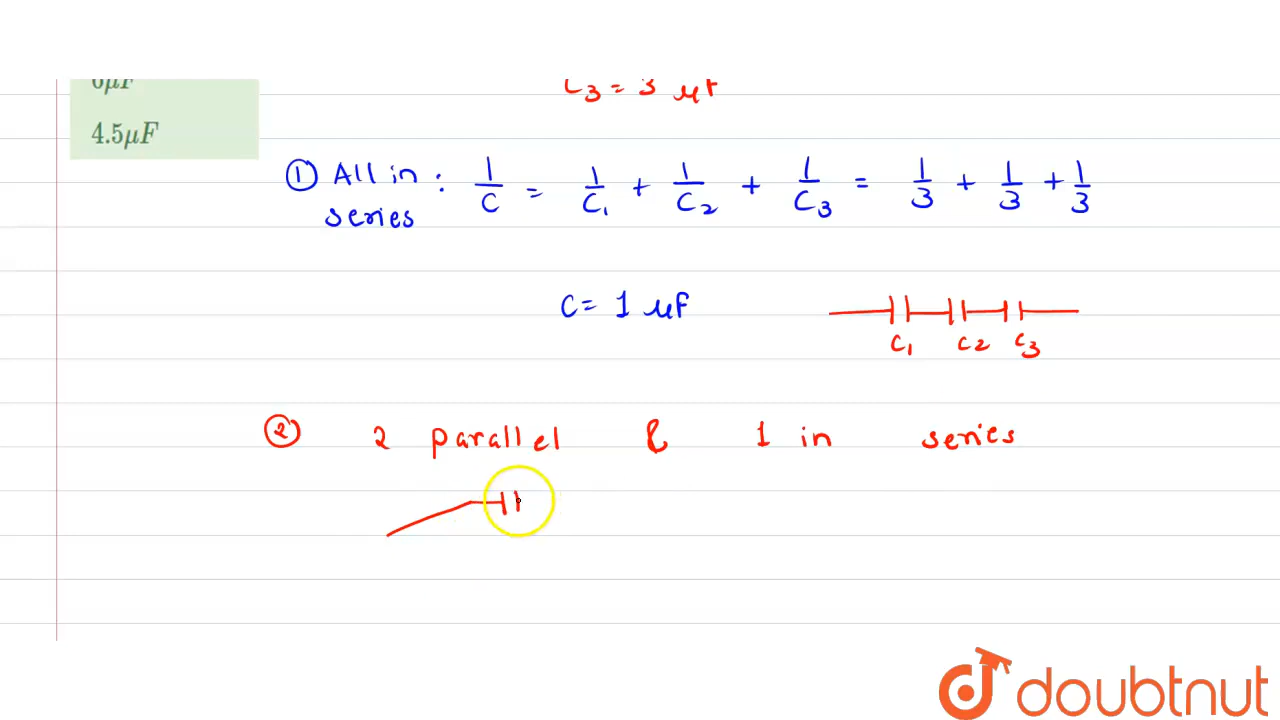 6μF
C3 = 3 μF
4.5μF
① All in series : 1/C = 1/C1 + 1/C2 + 1/C3 = 1/3 + 1/3 + 1/3
C = 1 μF
C1 C2 C3
② 2 parallel & 1 in series
doubtnut